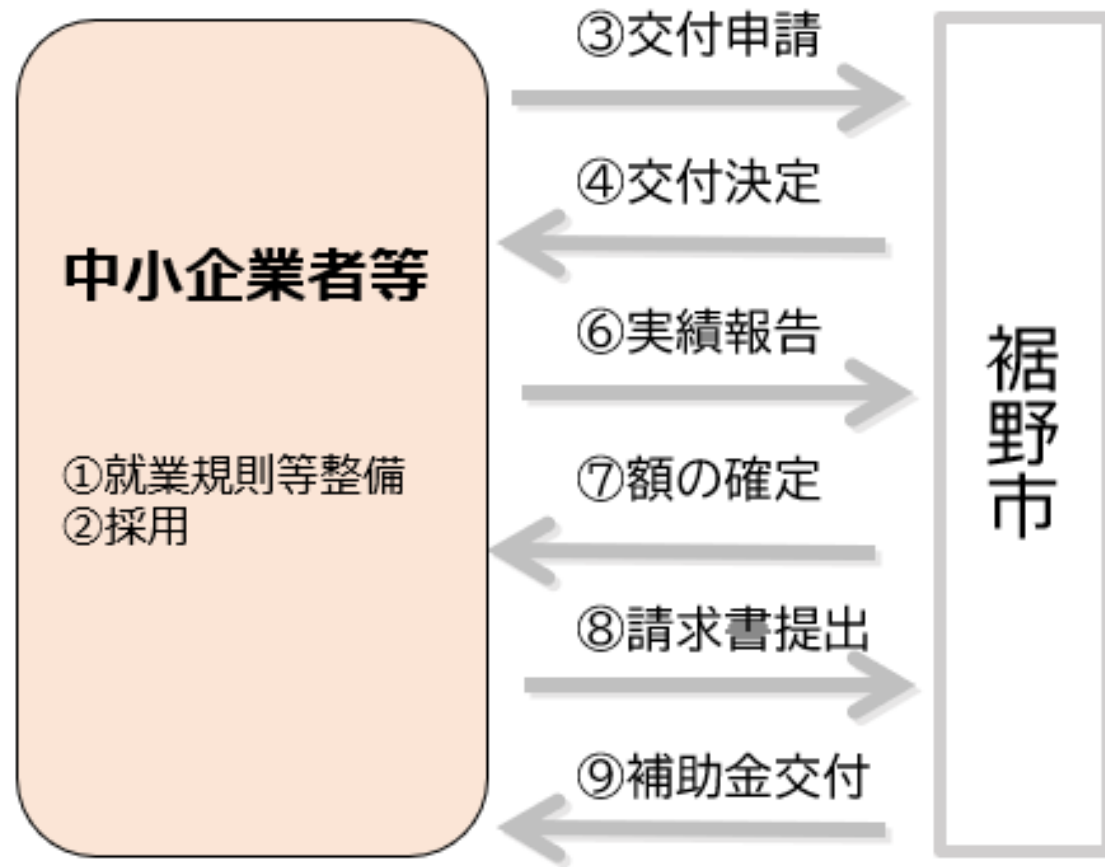 中小企業者等
①就業規則等整備
②採用
③交付申請
④交付決定
⑥実績報告
⑦額の確定
⑧請求書提出
⑨補助金交付
裾野市